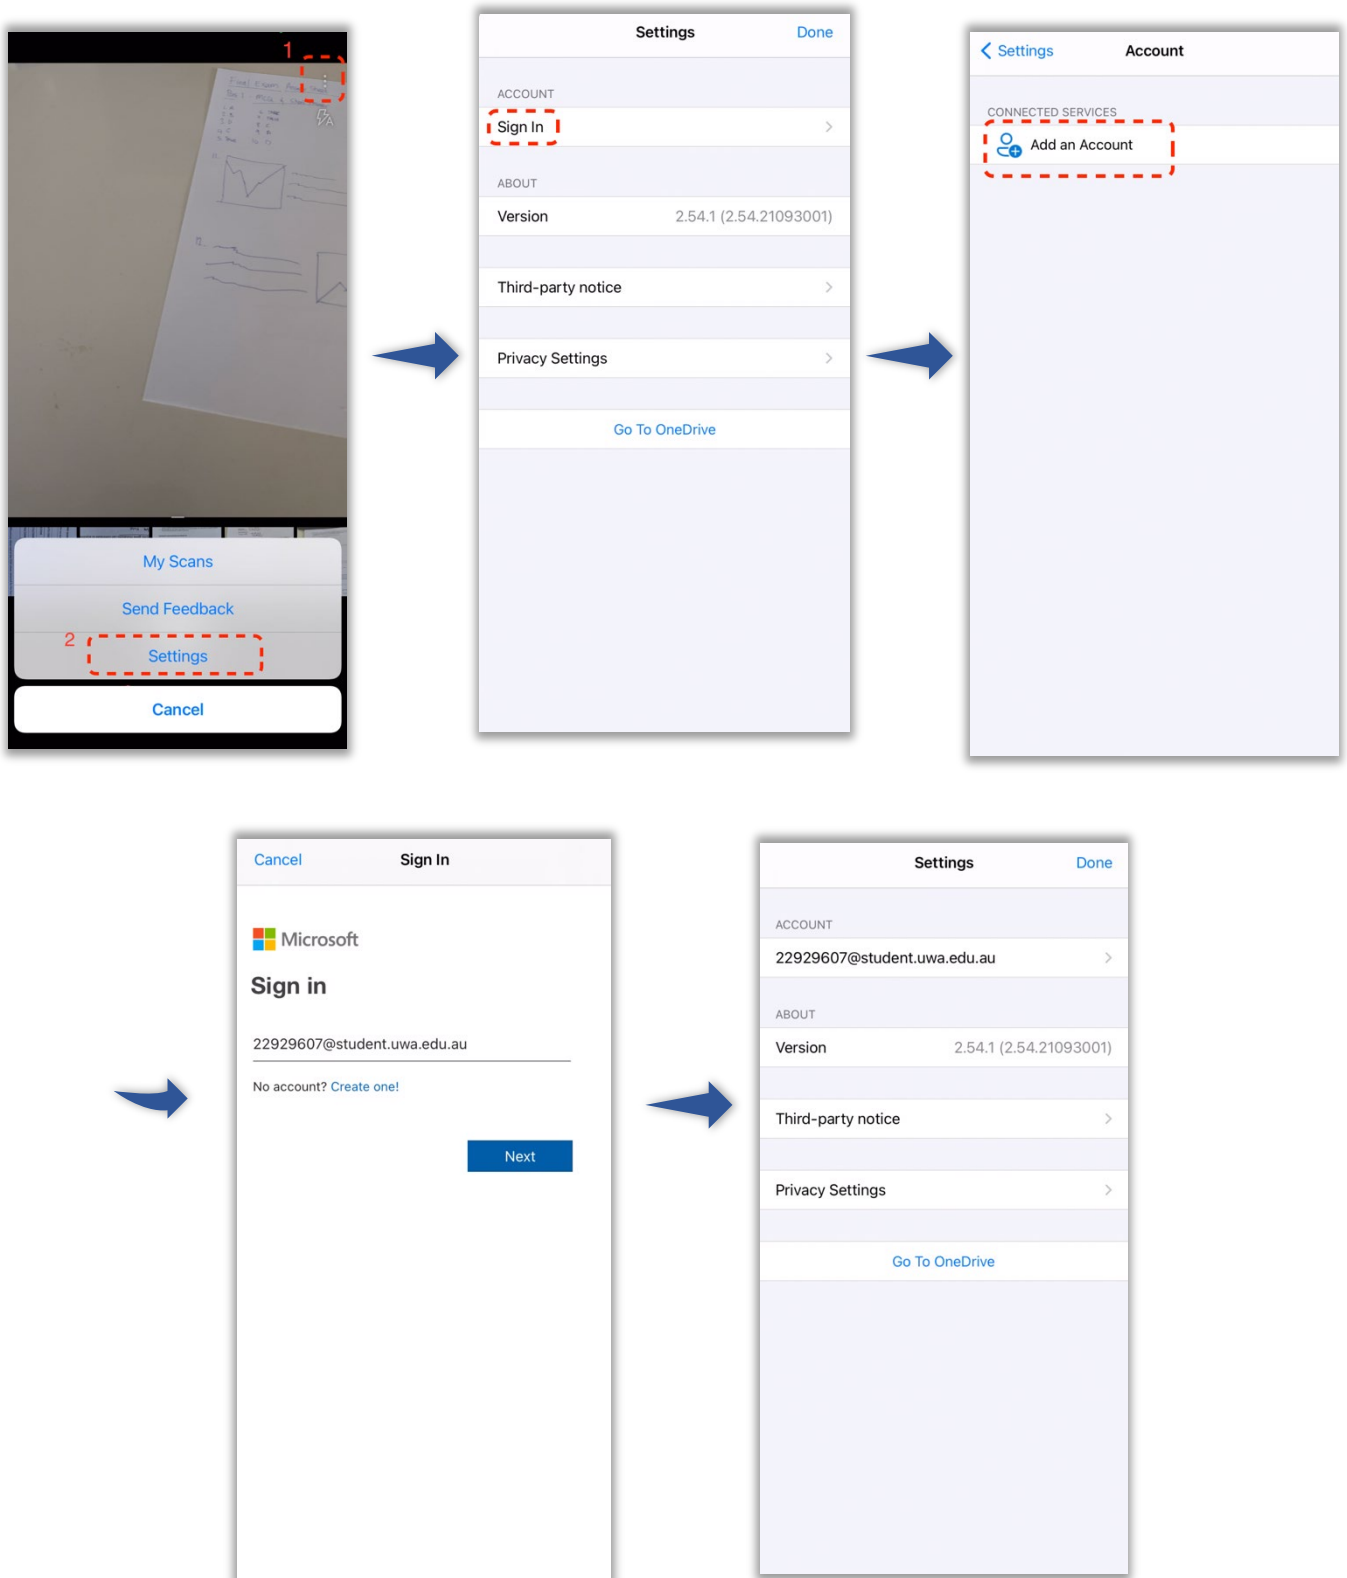 1
Final Exam
My Scans
Send Feedback
2
Settings
Cancel
Settings
Done
ACCOUNT
Sign In
ABOUT
Version 2.54.1 (2.54.21093001)
Third-party notice
Privacy Settings
Go To OneDrive
Settings
Account
CONNECTED SERVICES
Add an Account
Cancel
Sign In
Microsoft
Sign in
22929607@student.uwa.edu.au
No account? Create one!
Next
Settings
Done
ACCOUNT
22929607@student.uwa.edu.au
ABOUT
Version 2.54.1 (2.54.21093001)
Third-party notice
Privacy Settings
Go To OneDrive